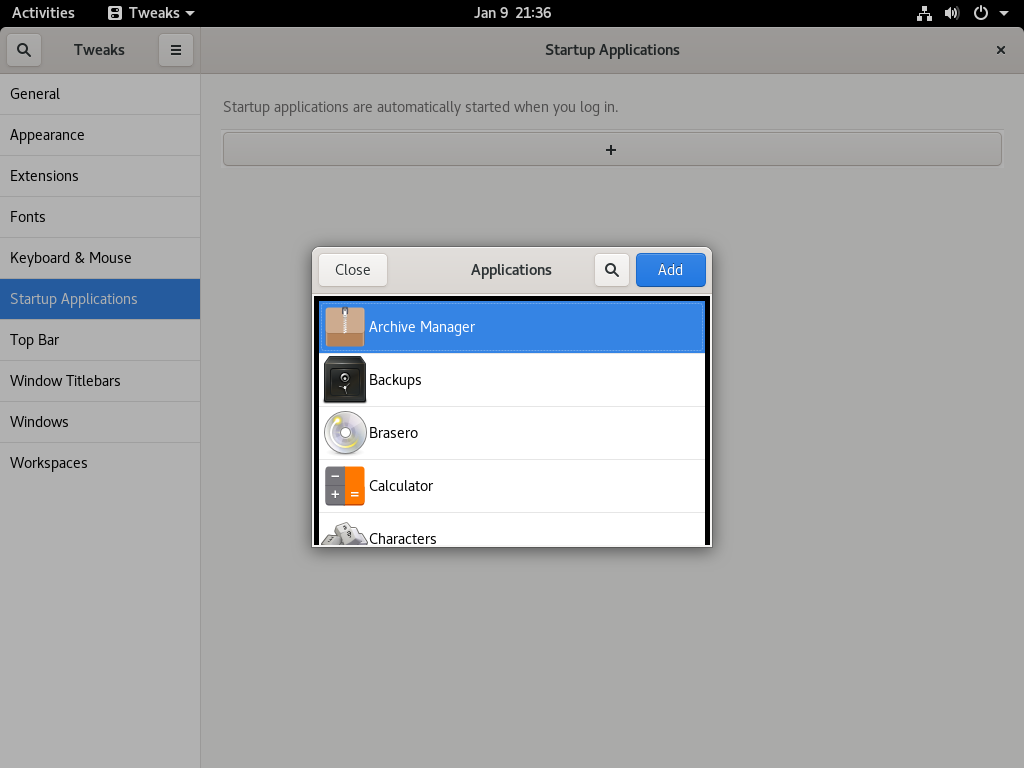 Activities Tweaks Jan 9 21:36
Tweaks Startup Applications
General
Appearance
Extensions
Fonts
Keyboard & Mouse
Startup Applications
Top Bar
Window Titlebars
Windows
Workspaces
Startup applications are automatically started when you log in.
Close Applications Add
Archive Manager
Backups
Brasero
Calculator
Characters